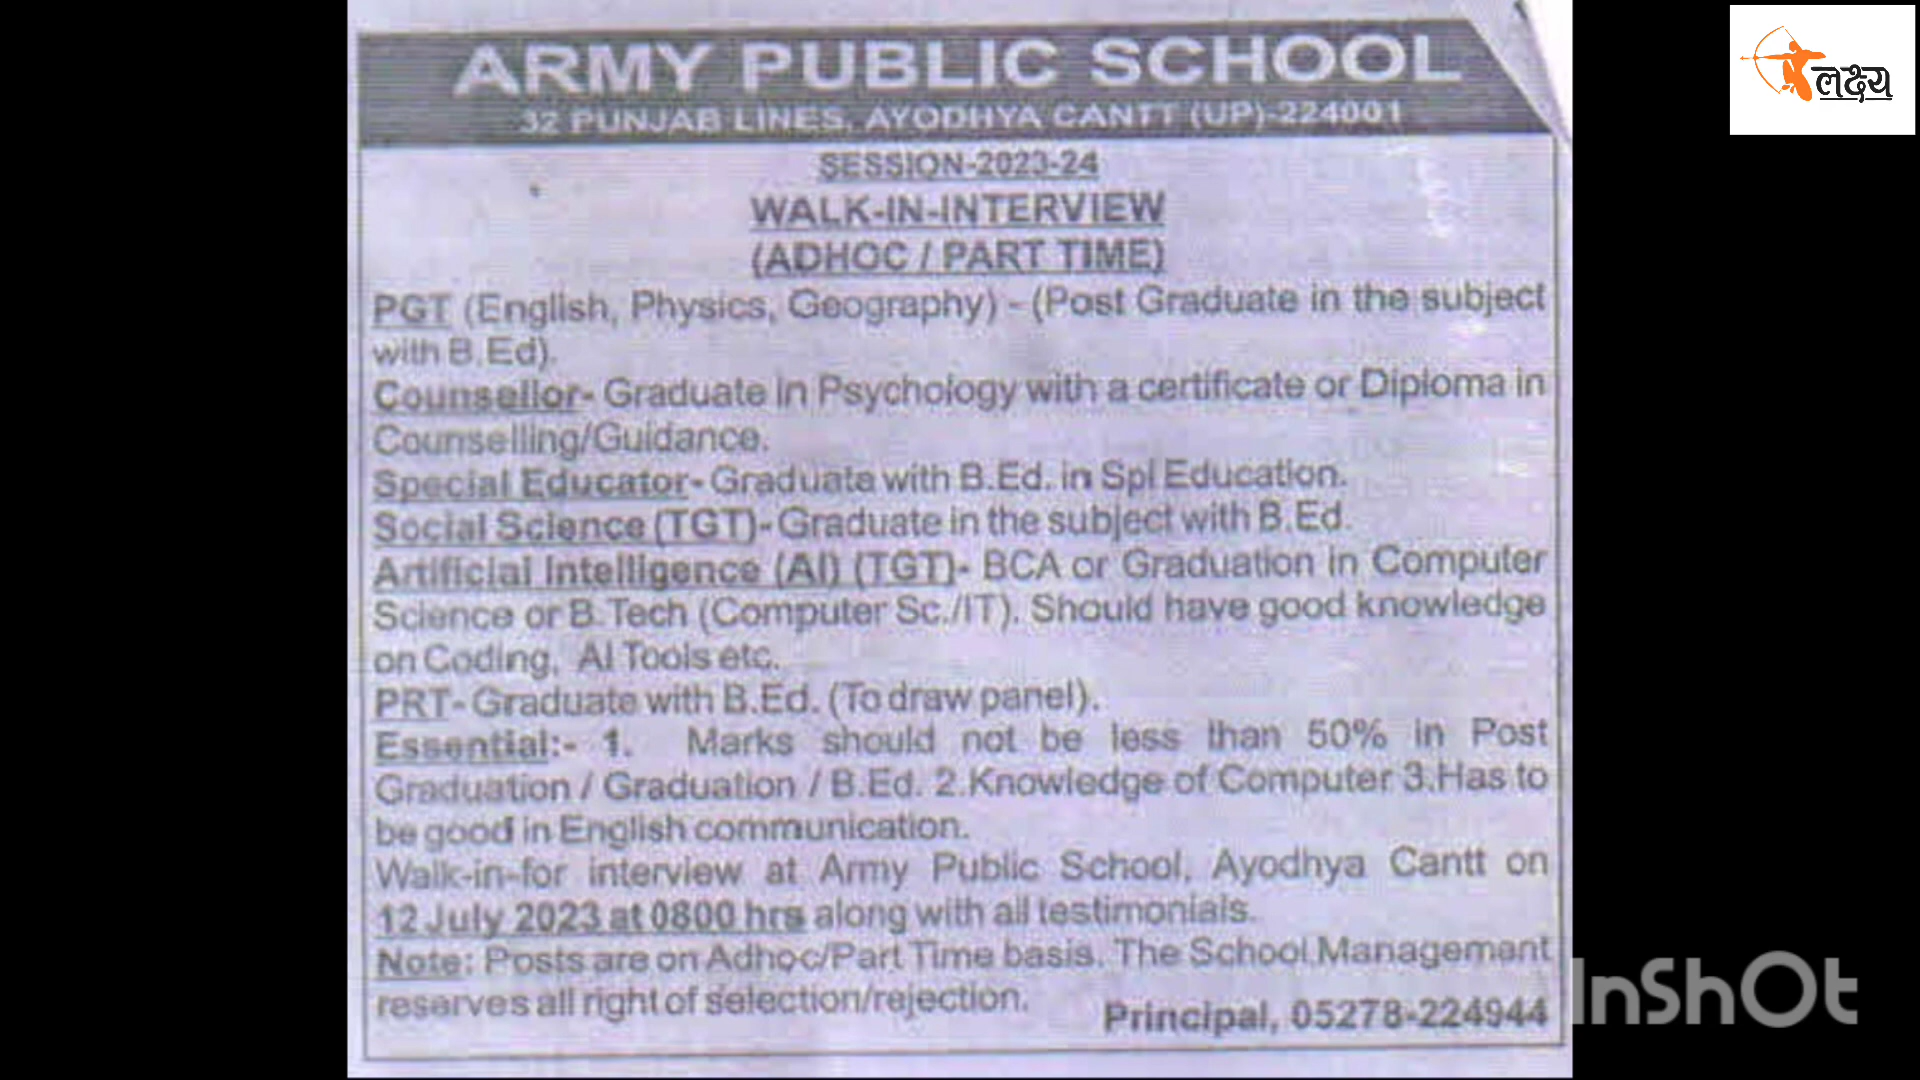 ARMY PUBLIC SCHOOL
32 PUNJAB LINES, AYODHYA CANTT (UP)-224001
SESSION-2023-24
WALK-IN-INTERVIEW
(ADHOC / PART TIME)
PGT (English, Physics, Geography) - (Post Graduate in the subject
with B.Ed).
Counsellor- Graduate in Psychology with a certificate or Diploma in
Counselling/Guidance.
Special Educator- Graduate with B.Ed. in Spl Education.
Social Science (TGT)- Graduate in the subject with B.Ed.
Artificial Intelligence (AI) (TGT)- BCA or Graduation in Computer
Science or B.Tech (Computer Sc./IT). Should have good knowledge
on Coding, AI Tools etc.
PRT- Graduate with B.Ed. (To draw panel).
Essential:- 1. Marks should not be less than 50% in Post
Graduation / Graduation / B.Ed. 2.Knowledge of Computer 3.Has to
be good in English communication.
Walk-in-for interview at Army Public School, Ayodhya Cantt on
12 July 2023 at 0800 hrs along with all testimonials.
Note: Posts are on Adhoc/Part Time basis. The School Management
reserves all right of selection/rejection.
Principal, 05278-224944
लक्ष्य
InShOt